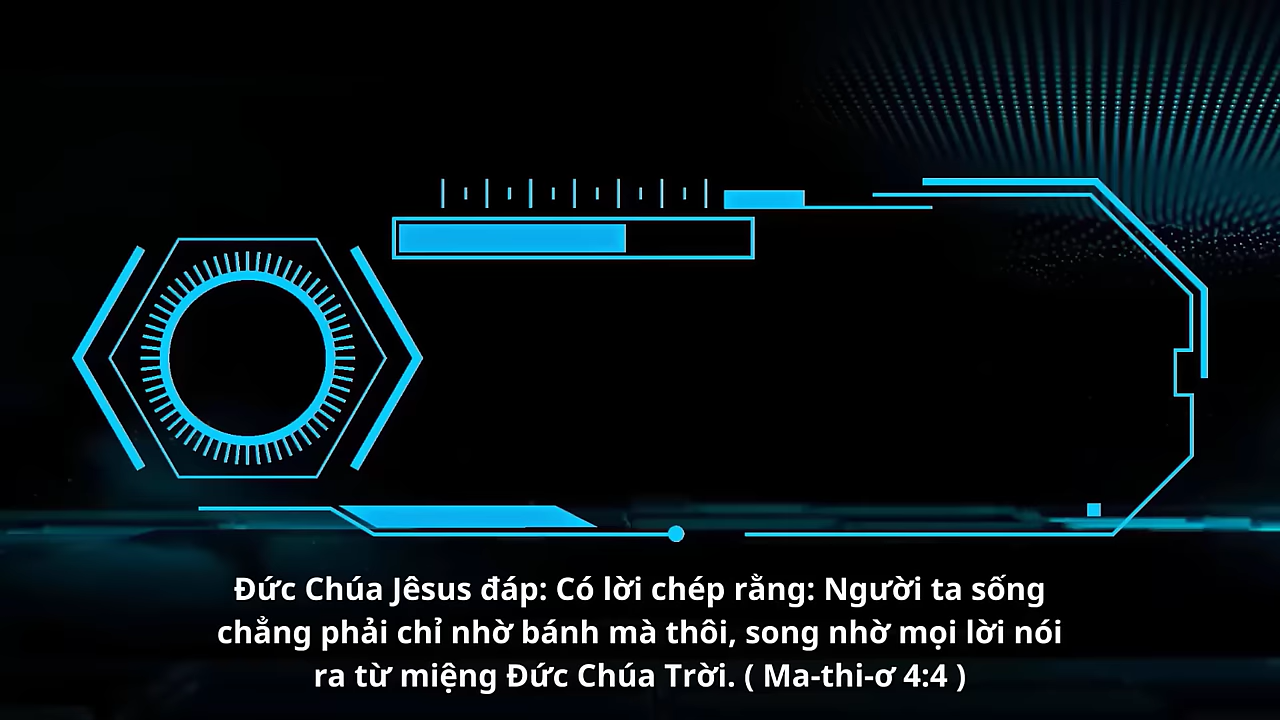 Đức Chúa Jêsus đáp: Có lời chép rằng: Người ta sống
chẳng phải chỉ nhờ bánh mà thôi, song nhờ mọi lời nói
ra từ miệng Đức Chúa Trời. ( Ma-thi-ơ 4:4 )